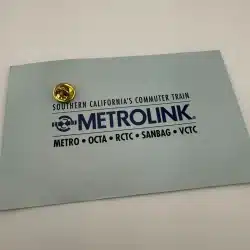 SOUTHERN CALIFORNIA'S COMMUTER TRAIN
METROLINK.
METRO • OCTA • RCTC • SANBAG • VCTC